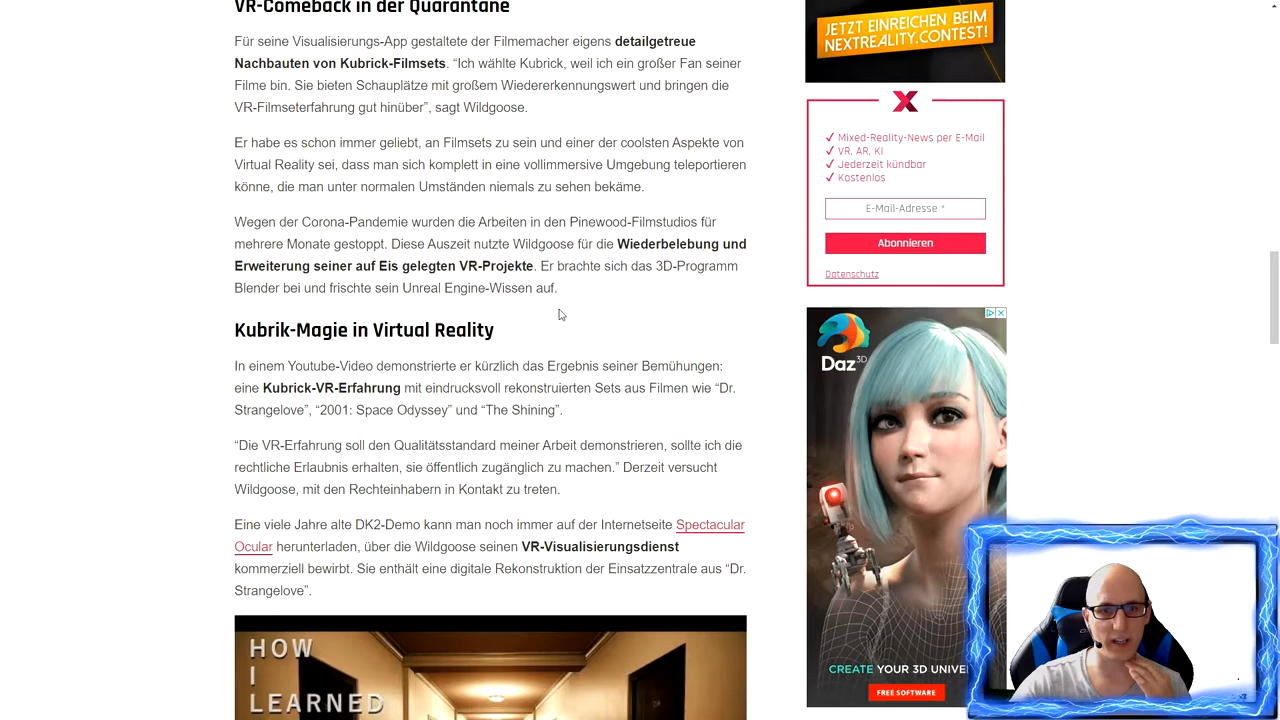 VR-Comeback in der Quarantäne
Für seine Visualisierungs-App gestaltete der Filmemacher eigens detailgetreue
Nachbauten von Kubrick-Filmsets. “Ich wählte Kubrick, weil ich ein großer Fan seiner
Filme bin. Sie bieten Schauplätze mit großem Wiedererkennungswert und bringen die
VR-Filmseterfahrung gut hinüber”, sagt Wildgoose.
Er habe es schon immer geliebt, an Filmsets zu sein und einer der coolsten Aspekte von
Virtual Reality sei, dass man sich komplett in eine vollimmersive Umgebung teleportieren
könne, die man unter normalen Umständen niemals zu sehen bekäme.
Wegen der Corona-Pandemie wurden die Arbeiten in den Pinewood-Filmstudios für
mehrere Monate gestoppt. Diese Auszeit nutzte Wildgoose für die Wiederbelebung und
Erweiterung seiner auf Eis gelegten VR-Projekte. Er brachte sich das 3D-Programm
Blender bei und frischte sein Unreal Engine-Wissen auf.
Kubrik-Magie in Virtual Reality
In einem Youtube-Video demonstrierte er kürzlich das Ergebnis seiner Bemühungen:
eine Kubrick-VR-Erfahrung mit eindrucksvoll rekonstruierten Sets aus Filmen wie “Dr.
Strangelove”, “2001: Space Odyssey” und “The Shining”.
“Die VR-Erfahrung soll den Qualitätsstandard meiner Arbeit demonstrieren, sollte ich die
rechtliche Erlaubnis erhalten, sie öffentlich zugänglich zu machen.” Derzeit versucht
Wildgoose, mit den Rechteinhabern in Kontakt zu treten.
Eine viele Jahre alte DK2-Demo kann man noch immer auf der Internetseite Spectacular
Ocular herunterladen, über die Wildgoose seinen VR-Visualisierungsdienst
kommerziell bewirbt. Sie enthält eine digitale Rekonstruktion der Einsatzzentrale aus “Dr.
Strangelove”.
HOW
I
LEARNED
JETZT EINREICHEN BEIM
NEXTREALITY.CONTEST!
X
✓ Mixed-Reality-News per E-Mail
✓ VR, AR, KI
✓ Jederzeit kündbar
✓ Kostenlos
E-Mail-Adresse *
Abonnieren
Datenschutz
Daz 3D
CREATE YOUR 3D UNIVE
FREE SOFTWARE